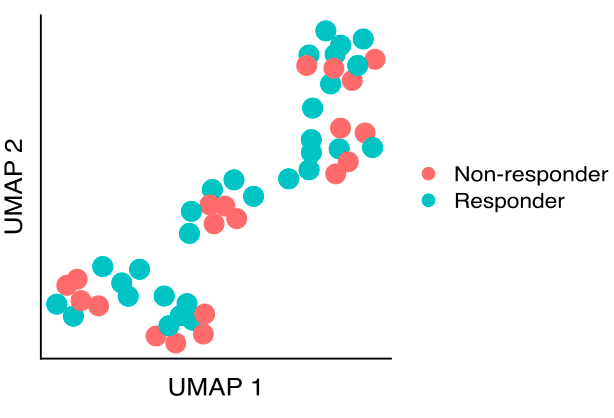 UMAP 2
Non-responder
Responder
UMAP 1